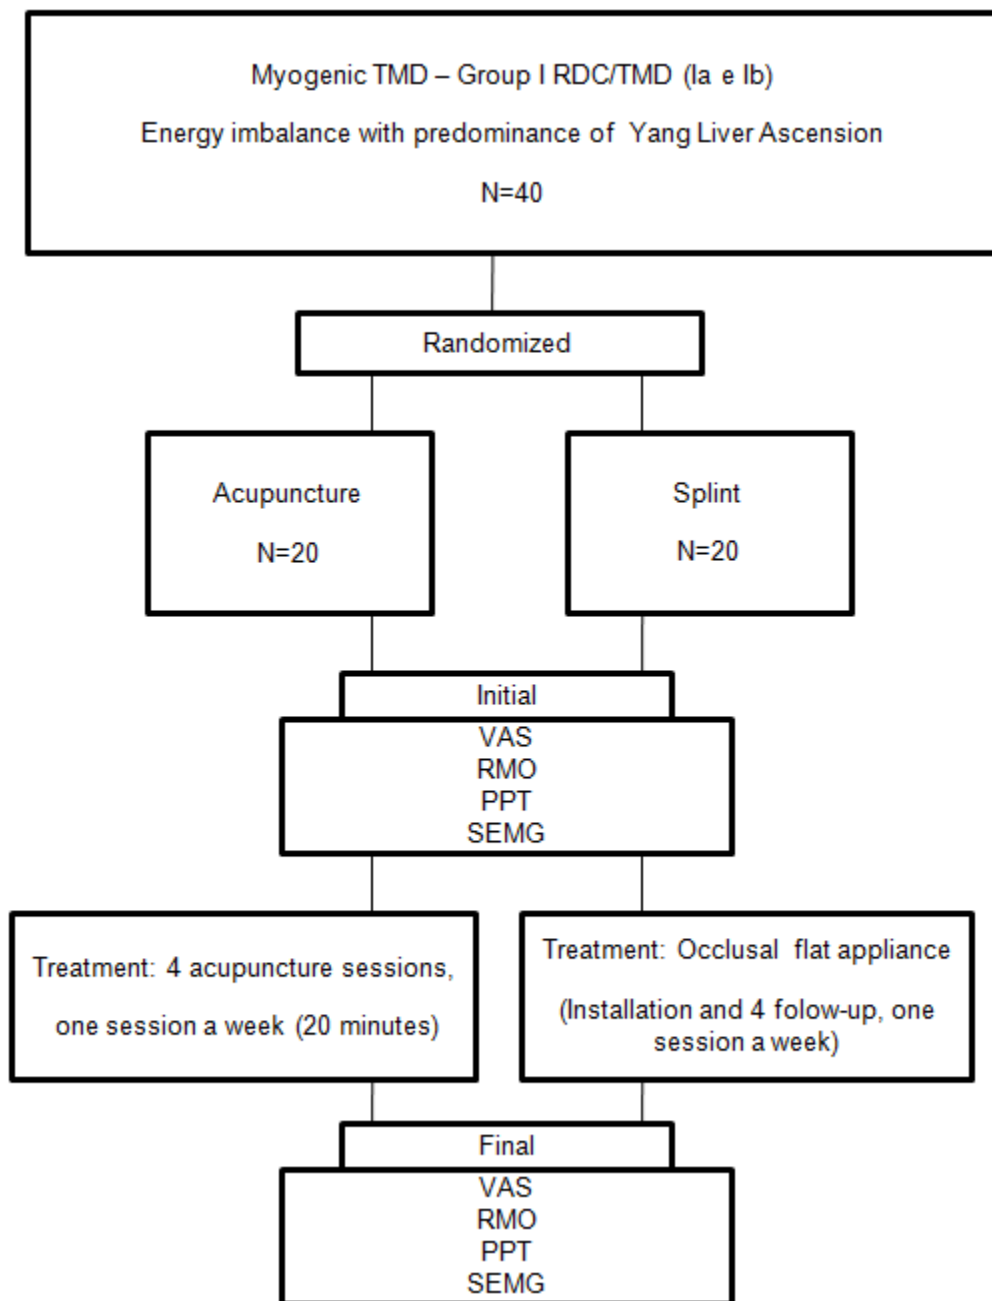 Myogenic TMD – Group I RDC/TMD (Ia e Ib)
Energy imbalance with predominance of Yang Liver Ascension
N=40
Randomized
Acupuncture
N=20
Splint
N=20
Initial
VAS
RMO
PPT
SEMG
Treatment: 4 acupuncture sessions,
one session a week (20 minutes)
Treatment: Occlusal flat appliance
(Installation and 4 folow-up, one
session a week)
Final
VAS
RMO
PPT
SEMG